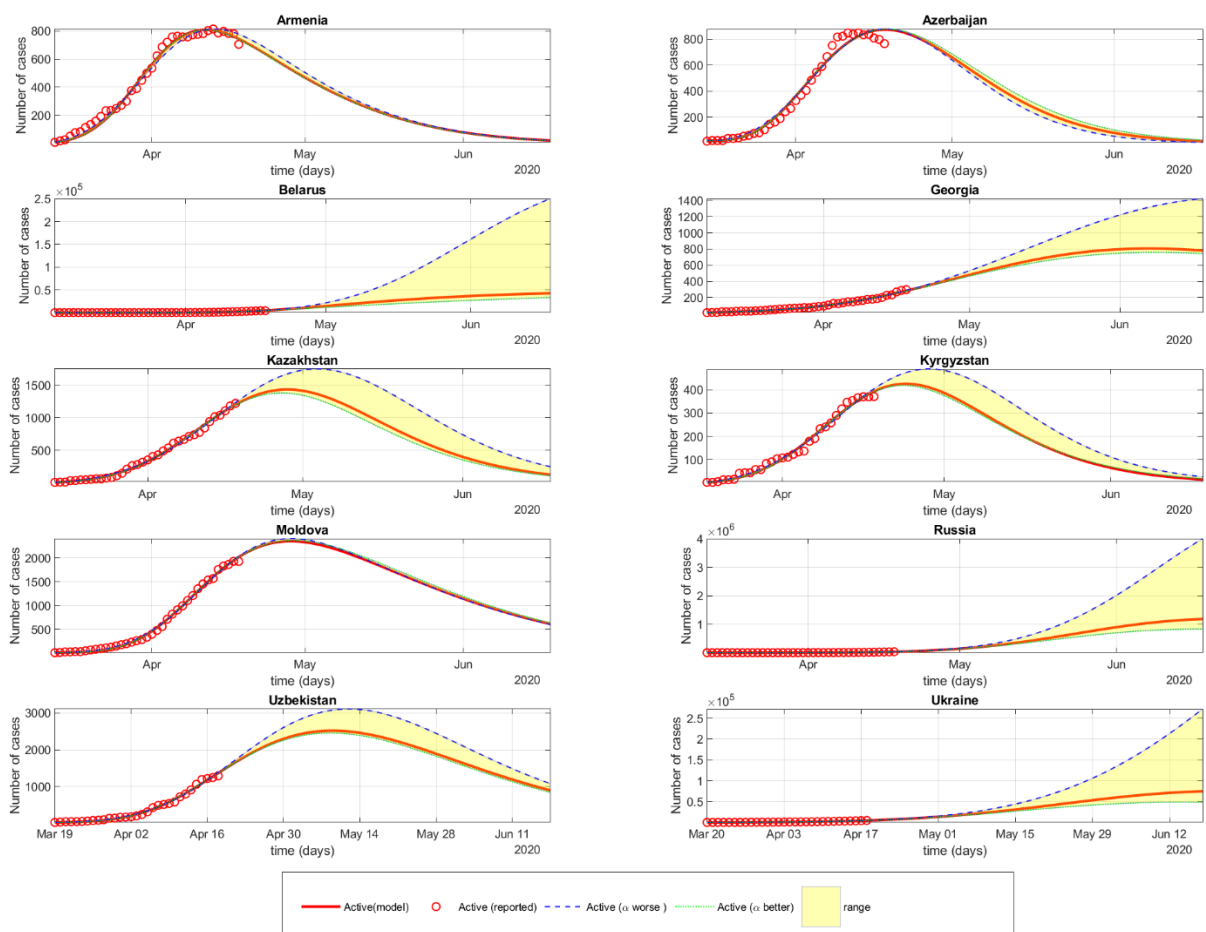 Armenia
Number of cases
800
600
400
200
Apr
May
Jun
time (days)
2020
Azerbaijan
Number of cases
800
600
400
200
Apr
May
Jun
time (days)
2020
Belarus
×10^5
Number of cases
2.5
2
1.5
1
0.5
Apr
May
Jun
time (days)
2020
Georgia
Number of cases
1400
1200
1000
800
600
400
200
Apr
May
Jun
time (days)
2020
Kazakhstan
Number of cases
1500
1000
500
Apr
May
Jun
time (days)
2020
Kyrgyzstan
Number of cases
400
300
200
100
Apr
May
Jun
time (days)
2020
Moldova
Number of cases
2000
1500
1000
500
Apr
May
Jun
time (days)
2020
Russia
×10^6
Number of cases
4
3
2
1
Apr
May
Jun
time (days)
2020
Uzbekistan
Number of cases
3000
2000
1000
Mar 19
Apr 02
Apr 16
Apr 30
May 14
May 28
Jun 11
time (days)
2020
Ukraine
×10^5
Number of cases
2.5
2
1.5
1
0.5
Mar 20
Apr 03
Apr 17
May 01
May 15
May 29
Jun 12
time (days)
2020
Active(model)
Active (reported)
Active (α worse )
Active (α better)
range